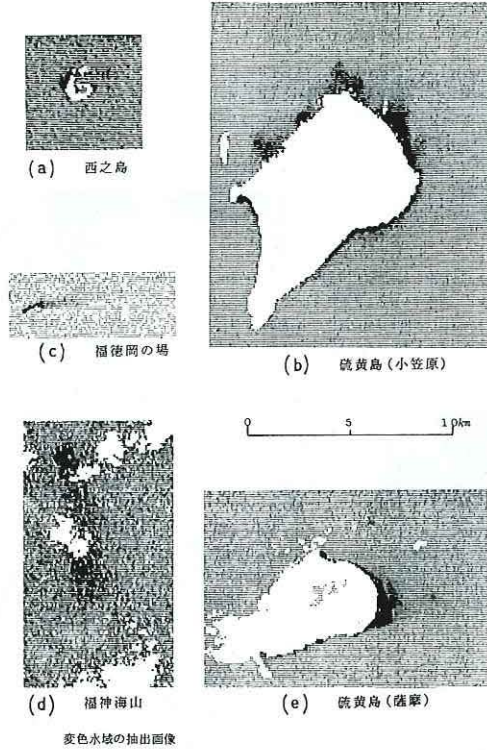 (a) 西之島
(b) 硫黄島(小笠原)
(c) 福徳岡の場
0 5 10km
(d) 福神海山
(e) 硫黄島(薩摩)
変色水域の抽出画像